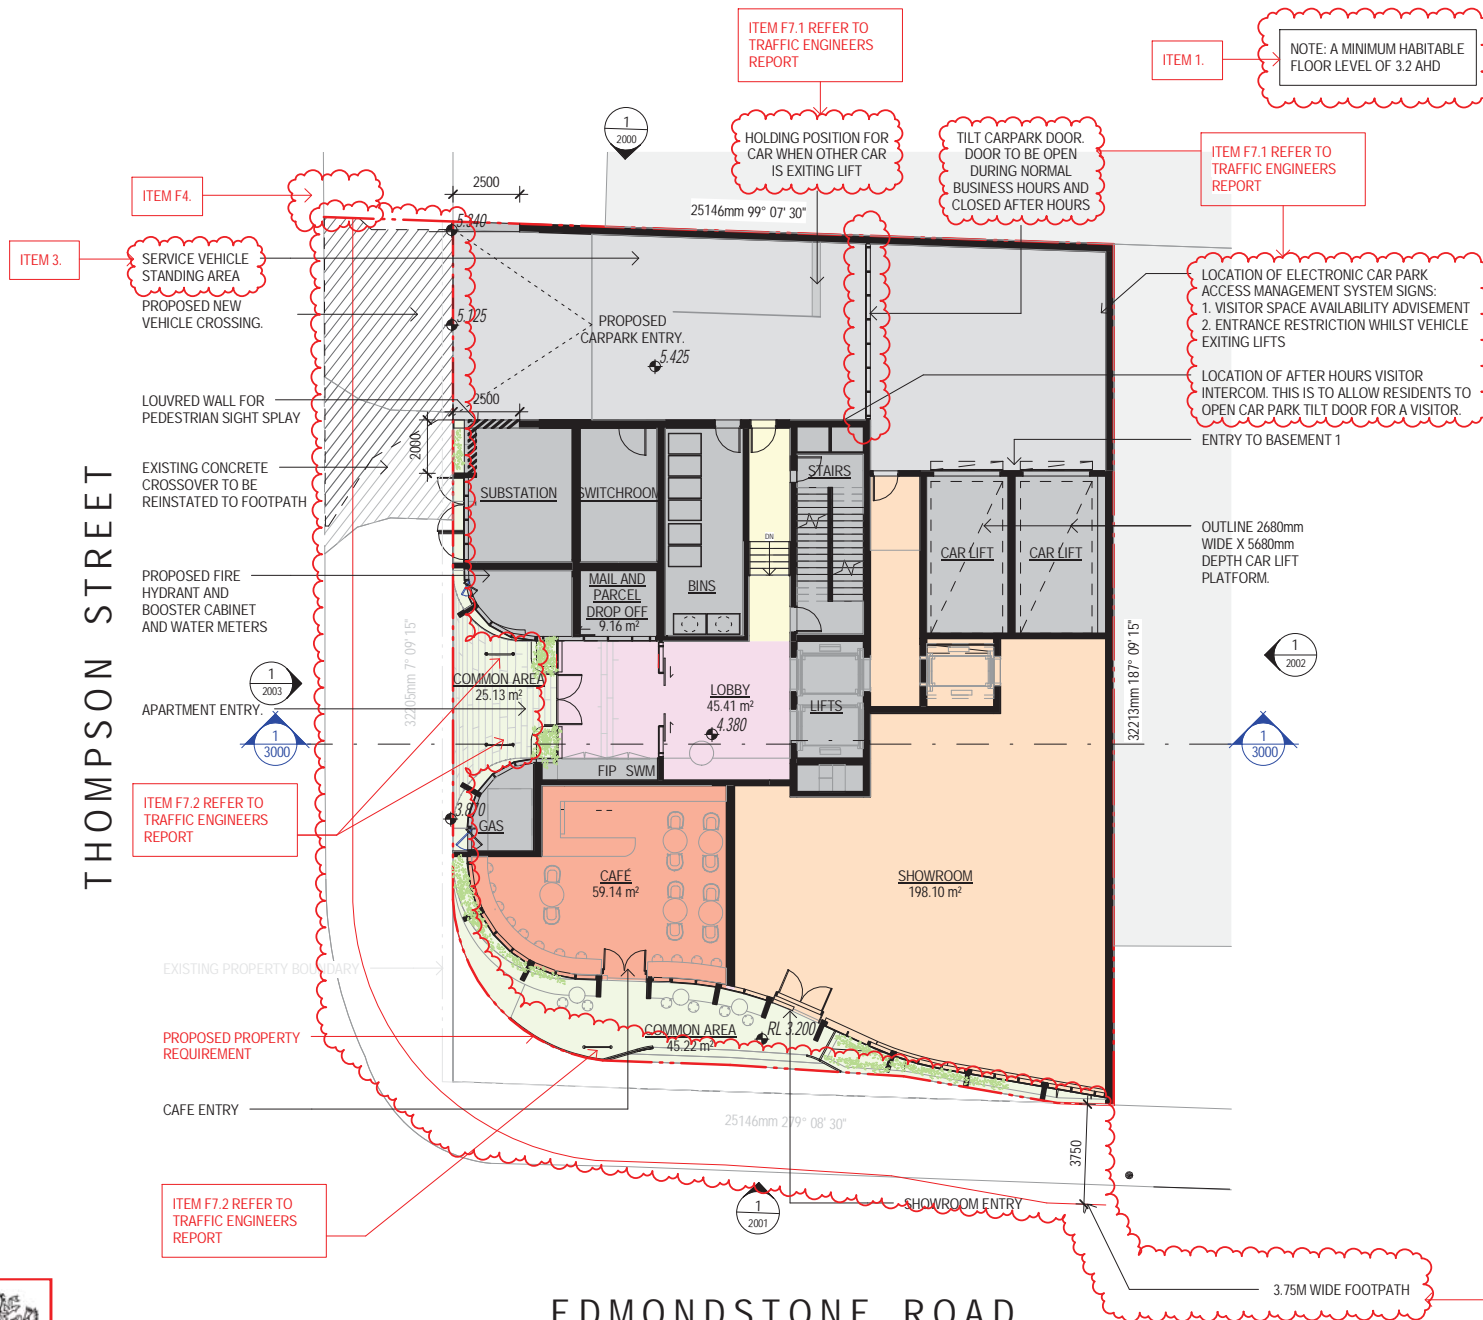 ITEM F7.1 REFER TO
TRAFFIC ENGINEERS
REPORT
ITEM 1.
NOTE: A MINIMUM HABITABLE
FLOOR LEVEL OF 3.2 AHD
1
2000
HOLDING POSITION FOR
CAR WHEN OTHER CAR
IS EXITING LIFT
TILT CARPARK DOOR.
DOOR TO BE OPEN
DURING NORMAL
BUSINESS HOURS AND
CLOSED AFTER HOURS
ITEM F7.1 REFER TO
TRAFFIC ENGINEERS
REPORT
ITEM F4.
2500
25146mm 99° 07' 30"
5.340
ITEM 3.
SERVICE VEHICLE
STANDING AREA
PROPOSED NEW
VEHICLE CROSSING.
5.125
PROPOSED
CARPARK ENTRY.
5.425
LOCATION OF ELECTRONIC CAR PARK
ACCESS MANAGEMENT SYSTEM SIGNS:
1. VISITOR SPACE AVAILABILITY ADVISEMENT
2. ENTRANCE RESTRICTION WHILST VEHICLE
EXITING LIFTS
LOCATION OF AFTER HOURS VISITOR
INTERCOM. THIS IS TO ALLOW RESIDENTS TO
OPEN CAR PARK TILT DOOR FOR A VISITOR.
ENTRY TO BASEMENT 1
LOUVRED WALL FOR
PEDESTRIAN SIGHT SPLAY
2500
2000
EXISTING CONCRETE
CROSSOVER TO BE
REINSTATED TO FOOTPATH
THOMPSON STREET
SUBSTATION
SWITCHROOM
STAIRS
DN
BINS
CAR LIFT
CAR LIFT
OUTLINE 2680mm
WIDE X 5680mm
DEPTH CAR LIFT
PLATFORM.
PROPOSED FIRE
HYDRANT AND
BOOSTER CABINET
AND WATER METERS
MAIL AND
PARCEL
DROP OFF
9.16 m²
32205mm 7° 09' 15"
32213mm 187° 09' 15"
1
2003
1
2002
COMMON AREA
25.13 m²
LOBBY
45.41 m²
4.380
LIFTS
APARTMENT ENTRY.
1
3000
1
3000
FIP SWM
ITEM F7.2 REFER TO
TRAFFIC ENGINEERS
REPORT
3.870
GAS
CAFÉ
59.14 m²
SHOWROOM
198.10 m²
EXISTING PROPERTY BOUNDARY
PROPOSED PROPERTY
REQUIREMENT
COMMON AREA
45.22 m²
RL 3.200
CAFE ENTRY
25146mm 279° 08' 30"
3750
ITEM F7.2 REFER TO
TRAFFIC ENGINEERS
REPORT
1
2001
SHOWROOM ENTRY
3.75M WIDE FOOTPATH
EDMONDSTONE ROAD